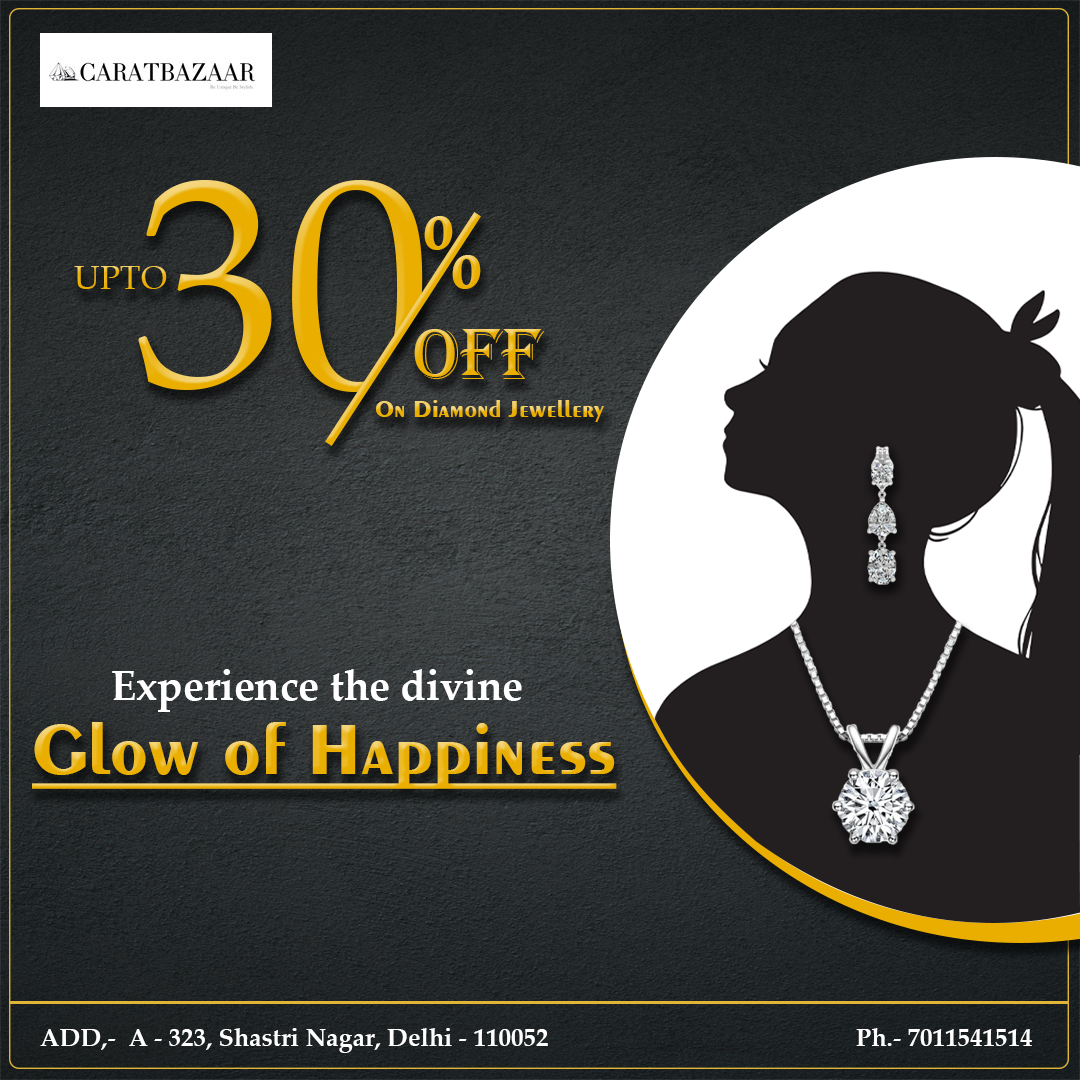 CARATBAZAAR
UPTO 30% OFF
On Diamond Jewellery
Experience the divine
Glow of Happiness
ADD,- A - 323, Shastri Nagar, Delhi - 110052
Ph.- 7011541514